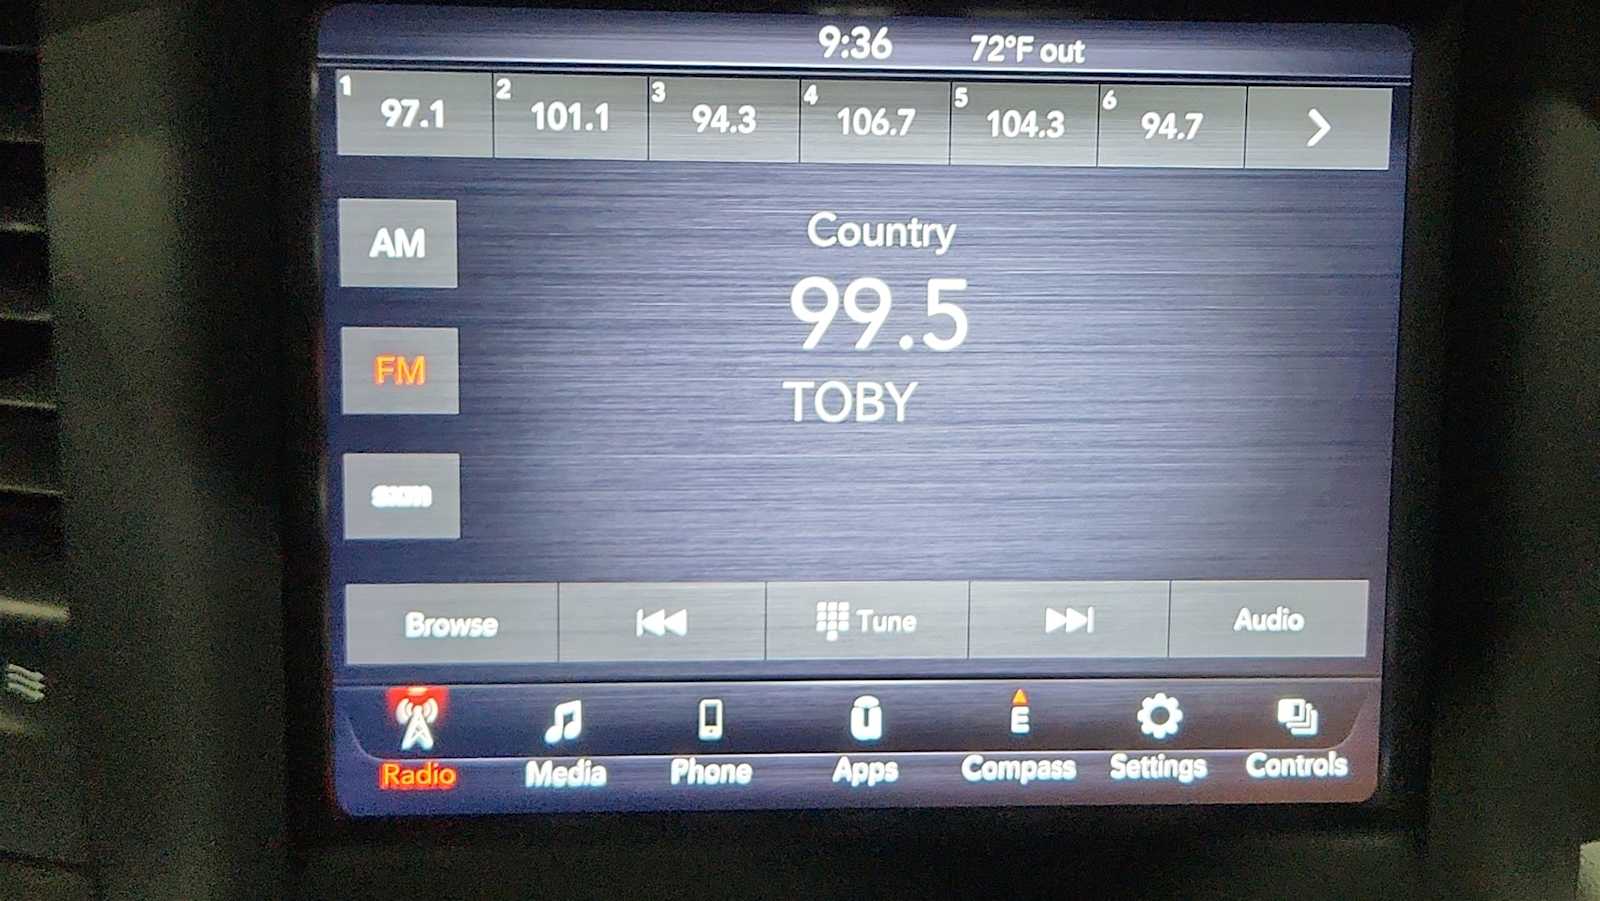 9:36 72°F out
1 97.1 2 101.1 3 94.3 4 106.7 5 104.3 6 94.7
Country
AM
99.5
FM
TOBY
sxm
Browse Tune Audio
U E
Radio Media Phone Apps Compass Settings Controls